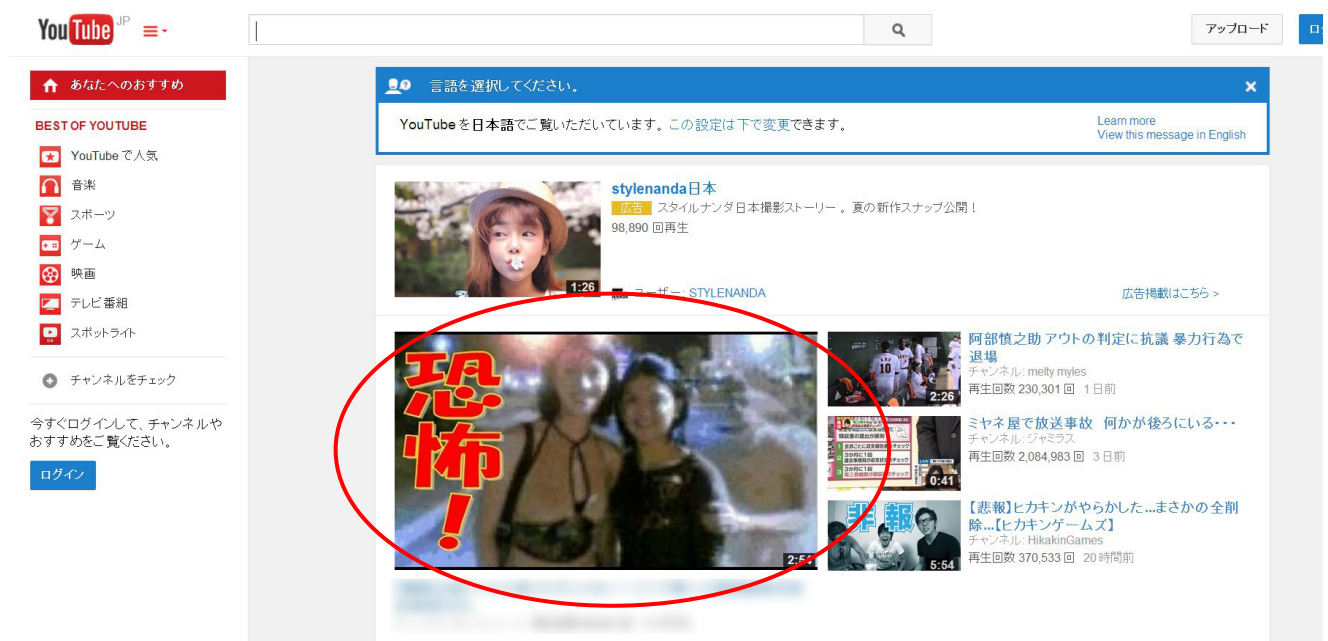 YouTube JP
アップロード
あなたへのおすすめ
BEST OF YOUTUBE
YouTube で人気
音楽
スポーツ
ゲーム
映画
テレビ番組
スポットライト
チャンネルをチェック
今すぐログインして、チャンネルや
おすすめをご覧ください。
ログイン
言語を選択してください。
YouTube を日本語でご覧いただいています。この設定は下で変更できます。
Learn more
View this message in English
stylenanda日本
広告 スタイルナンダ日本撮影ストーリー 。夏の新作スナップ公開！
98,890 回再生
1:26
ユーザー: STYLENANDA
広告掲載はこちら >
恐怖！
2:54
阿部慎之助 アウトの判定に抗議 暴力行為で
退場
チャンネル: melty myles
再生回数 230,301 回 1 日前
2:26
ミヤネ屋で放送事故 何かが後ろにいる・・・
チャンネル: ジャミラス
再生回数 2,084,983 回 3 日前
3か月に1回
3か月に1回
0:41
【悲報】ヒカキンがやらかした...まさかの全削
除...【ヒカキンゲームズ】
チャンネル: HikakinGames
再生回数 370,533 回 20 時間前
悲報
5:54